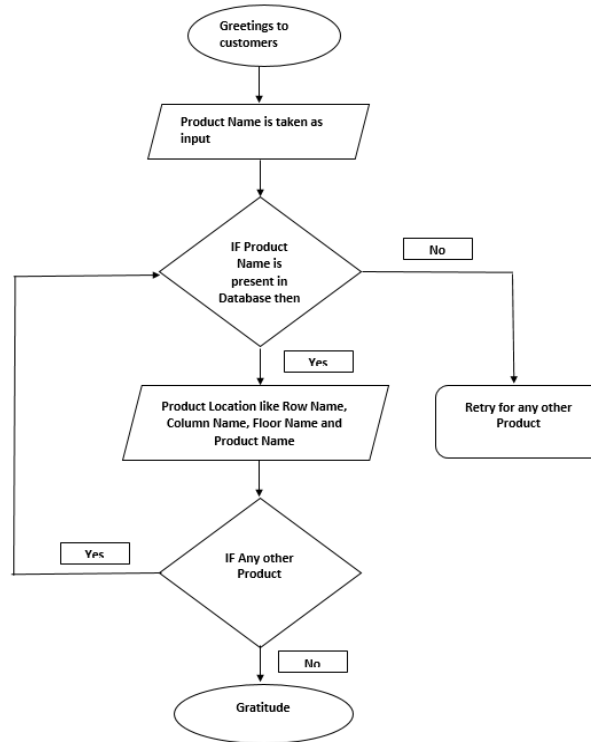 Greetings to
customers
Product Name is taken as
input
IF Product
Name is
present in
Database then
No
Yes
Product Location like Row Name,
Column Name, Floor Name and
Product Name
Retry for any other
Product
IF Any other
Product
Yes
No
Gratitude